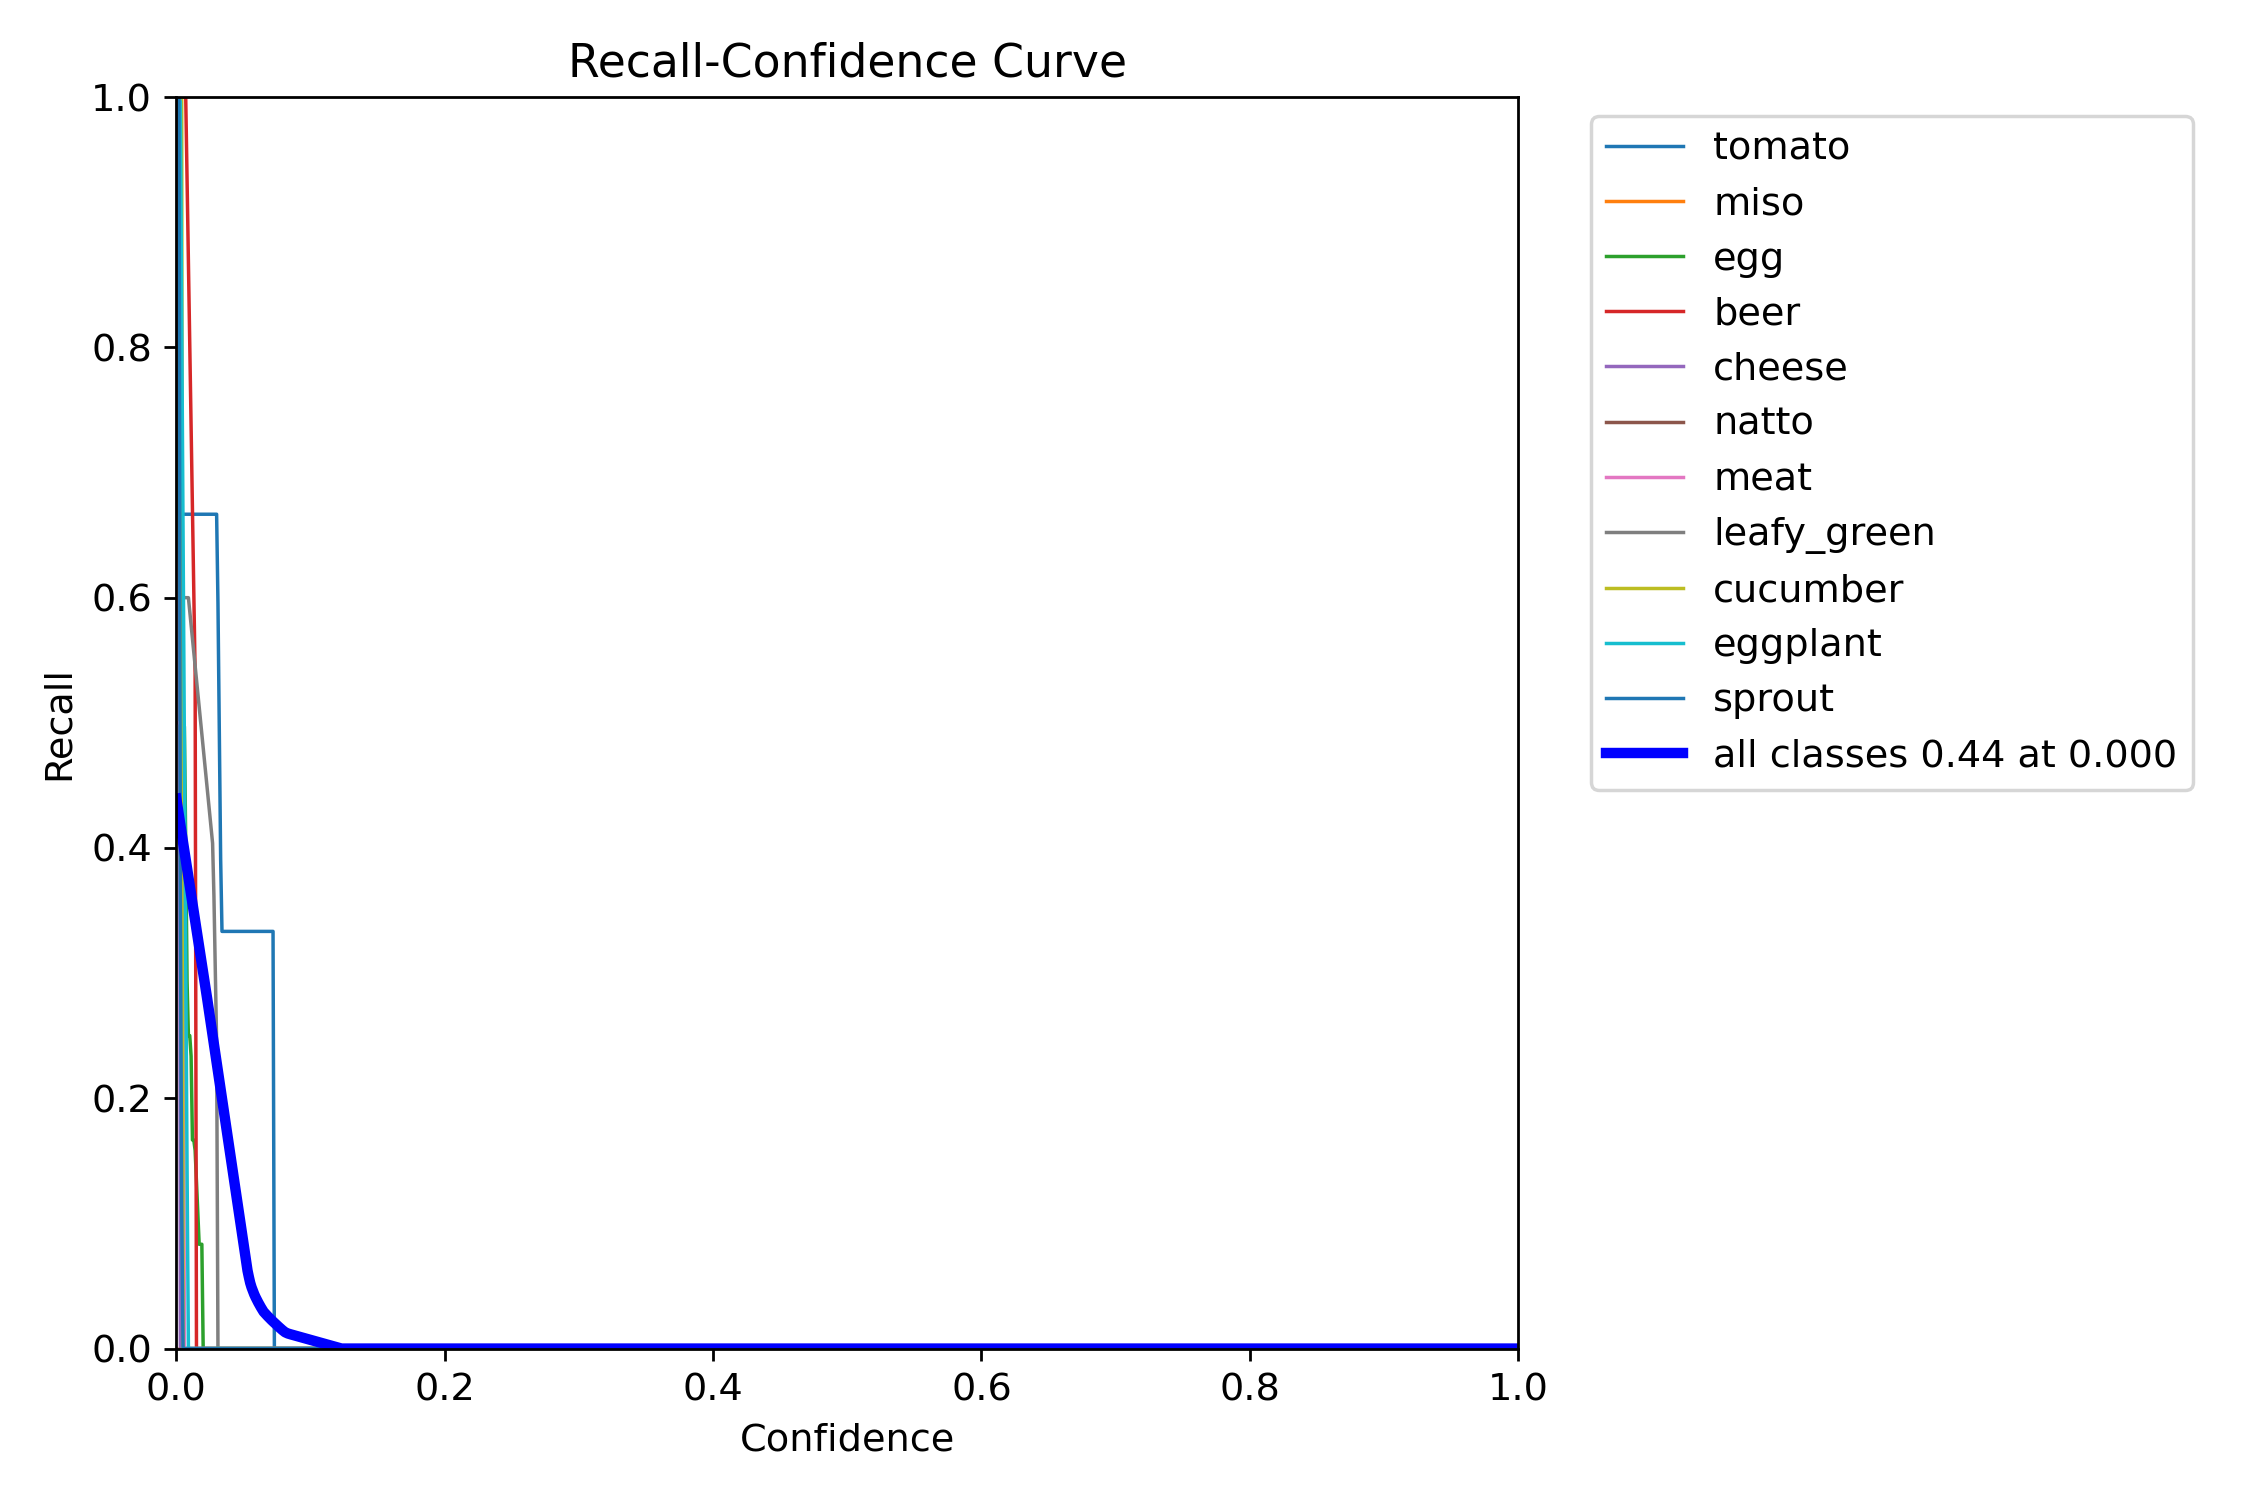 Recall-Confidence Curve
1.0
0.8
0.6
0.4
0.2
0.0
Recall
0.0 0.2 0.4 0.6 0.8 1.0
Confidence
tomato
miso
egg
beer
cheese
natto
meat
leafy_green
cucumber
eggplant
sprout
all classes 0.44 at 0.000